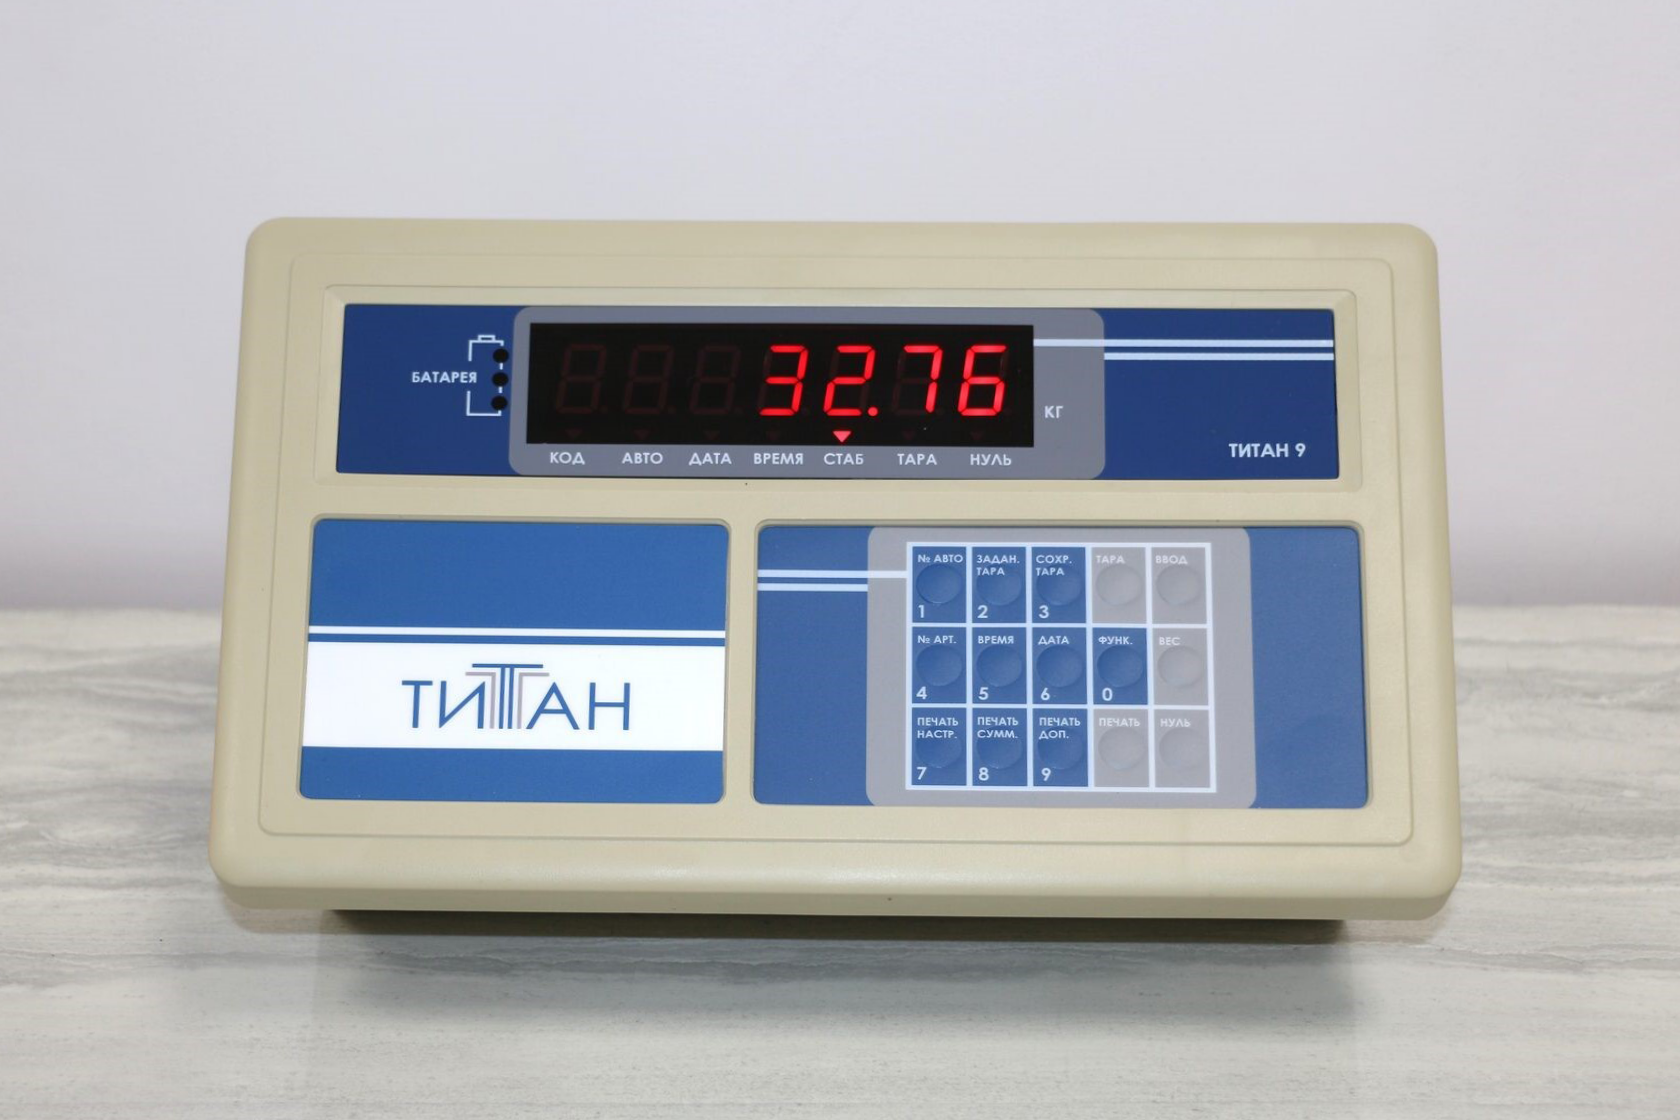 БАТАРЕЯ
32.76
КГ
КОД АВТО ДАТА ВРЕМЯ СТАБ ТАРА НУЛЬ
ТИТАН 9
ТИТАН
№ АВТО
1
ЗАДАН.
ТАРА
2
СОХР.
ТАРА
3
ТАРА
ВВОД
№ АРТ.
4
ВРЕМЯ
5
ДАТА
6
ФУНК.
0
ВЕС
ПЕЧАТЬ
НАСТР.
7
ПЕЧАТЬ
СУММ.
8
ПЕЧАТЬ
ДОП.
9
ПЕЧАТЬ
НУЛЬ